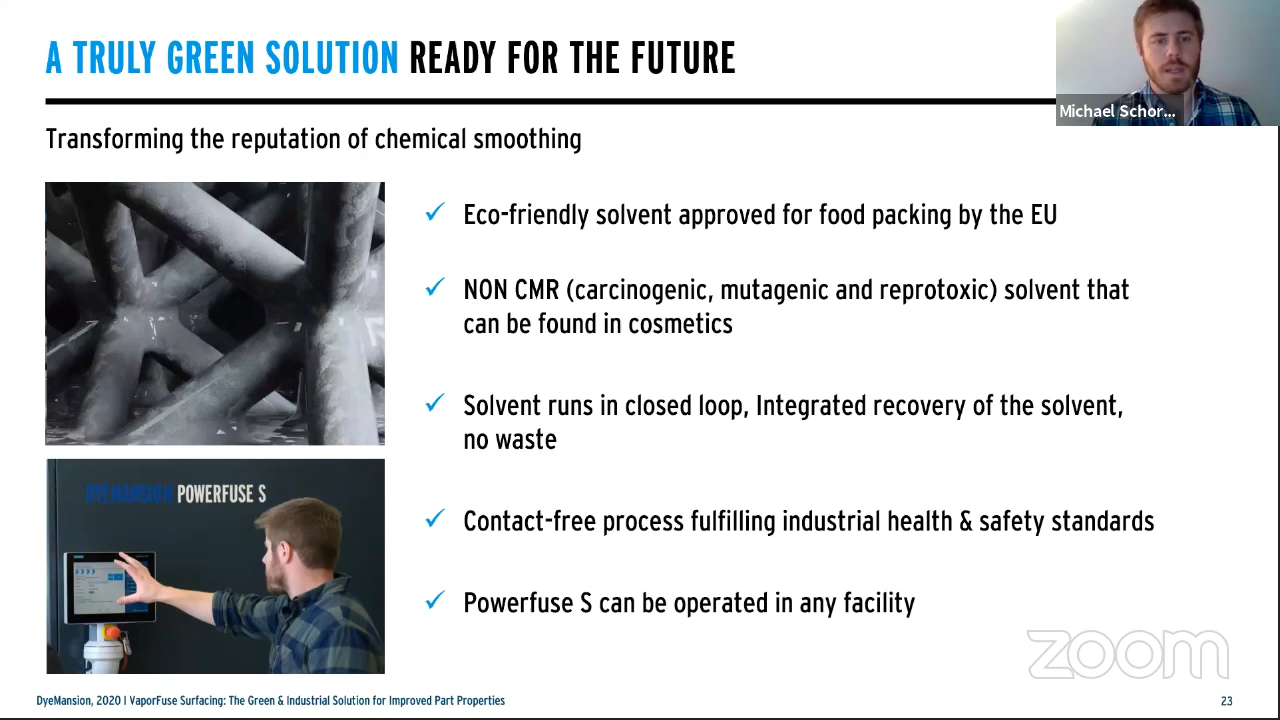 A TRULY GREEN SOLUTION READY FOR THE FUTURE
Michael Schor...
Transforming the reputation of chemical smoothing
✓ Eco-friendly solvent approved for food packing by the EU
✓ NON CMR (carcinogenic, mutagenic and reprotoxic) solvent that
can be found in cosmetics
✓ Solvent runs in closed loop, Integrated recovery of the solvent,
no waste
DYEMANSION POWERFUSE S
✓ Contact-free process fulfilling industrial health & safety standards
✓ Powerfuse S can be operated in any facility
zoom
DyeMansion, 2020 I VaporFuse Surfacing: The Green & Industrial Solution for Improved Part Properties
23